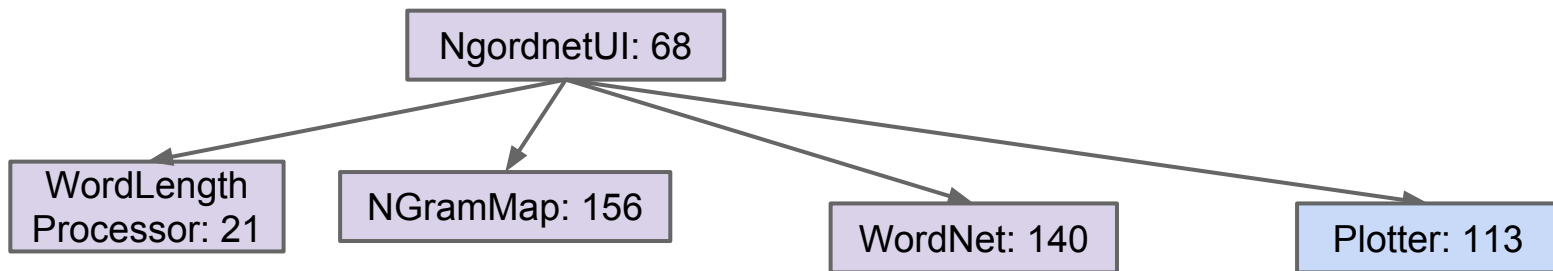 NgordnetUI: 68
WordLength
Processor: 21
NGramMap: 156
WordNet: 140
Plotter: 113